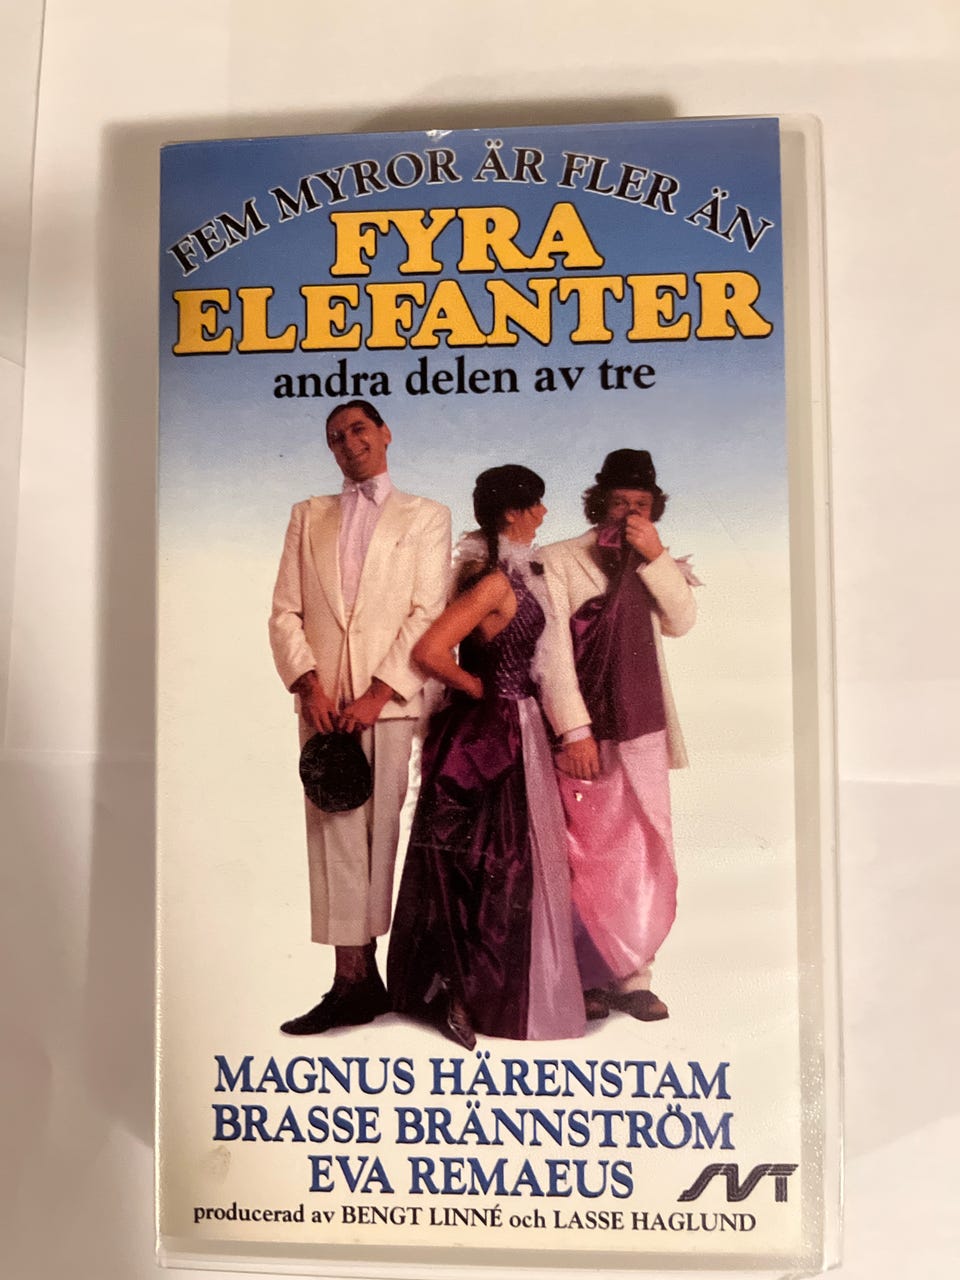 FEM MYROR ÄR FLER ÄN
FYRA
ELEFANTER
andra delen av tre
MAGNUS HÄRENSTAM
BRASSE BRÄNNSTRÖM
EVA REMAEUS
SVT
producerad av BENGT LINNÉ och LASSE HAGLUND